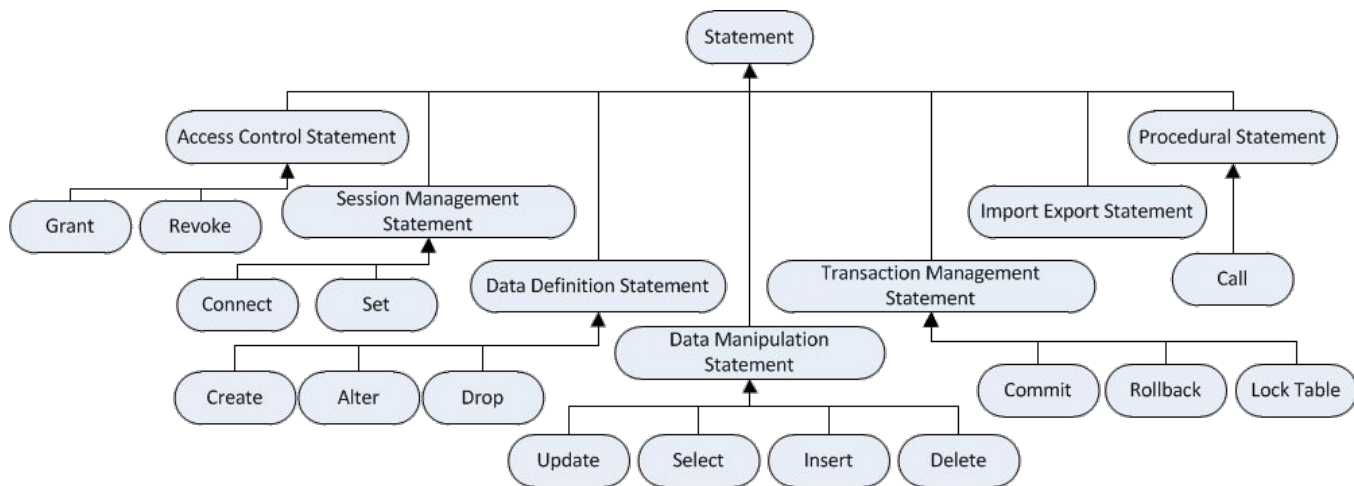 Statement
Access Control Statement
Procedural Statement
Session Management
Statement
Import Export Statement
Grant
Revoke
Data Definition Statement
Transaction Management
Statement
Call
Connect
Set
Data Manipulation
Statement
Create
Alter
Drop
Commit
Rollback
Lock Table
Update
Select
Insert
Delete